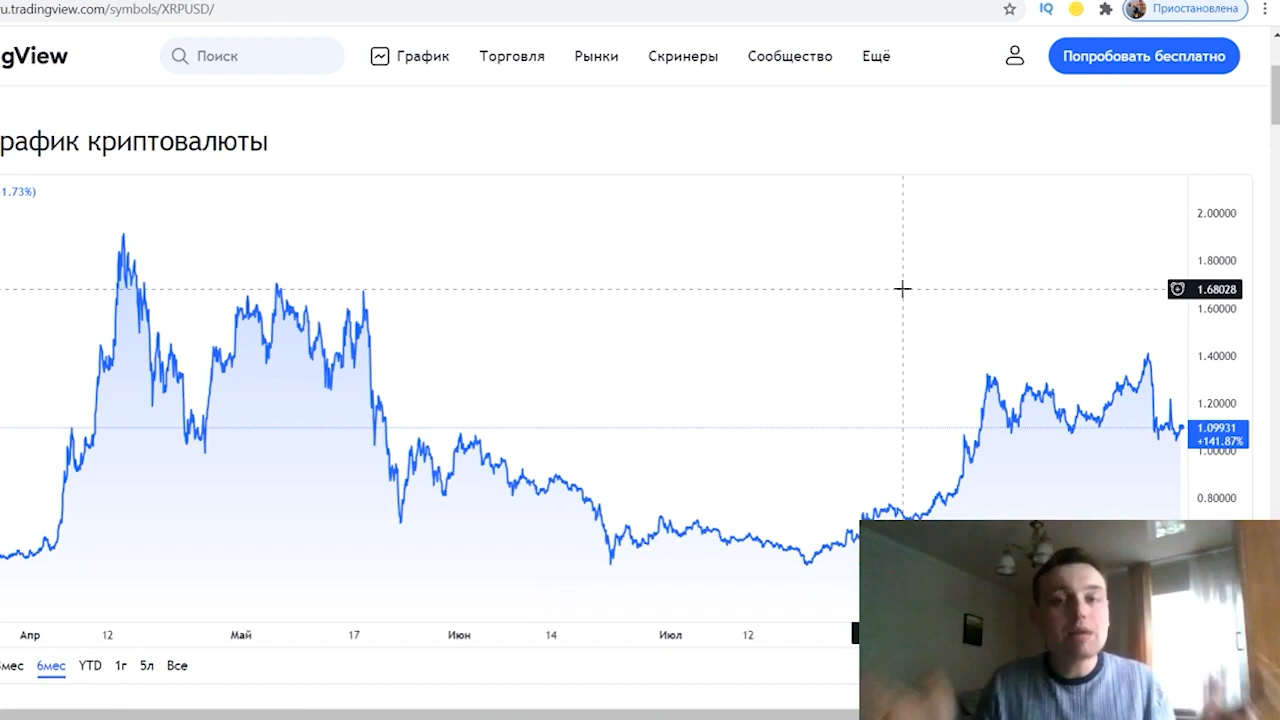 u.tradingview.com/symbols/XRPUSD/
IQ
Приостановлена
gView
Поиск
График
Торговля
Рынки
Скринеры
Сообщество
Ещё
Попробовать бесплатно
рафик криптовалюты
1.73%)
2.00000
1.80000
1.68028
1.60000
1.40000
1.20000
1.09931
+141.87%
1.00000
0.80000
Апр
12
Май
17
Июн
14
Июл
12
мес
6мес
YTD
1г
5л
Все